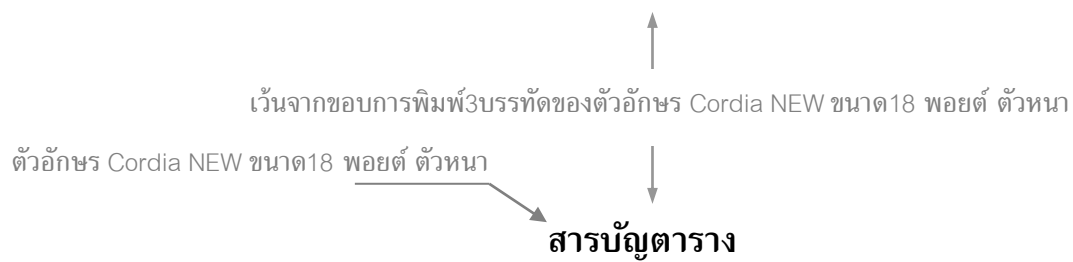 เว้นจากขอบการพิมพ์3บรรทัดของตัวอักษร Cordia NEW ขนาด18 พอยต์ ตัวหนา
ตัวอักษร Cordia NEW ขนาด18 พอยต์ ตัวหนา
สารบัญตาราง